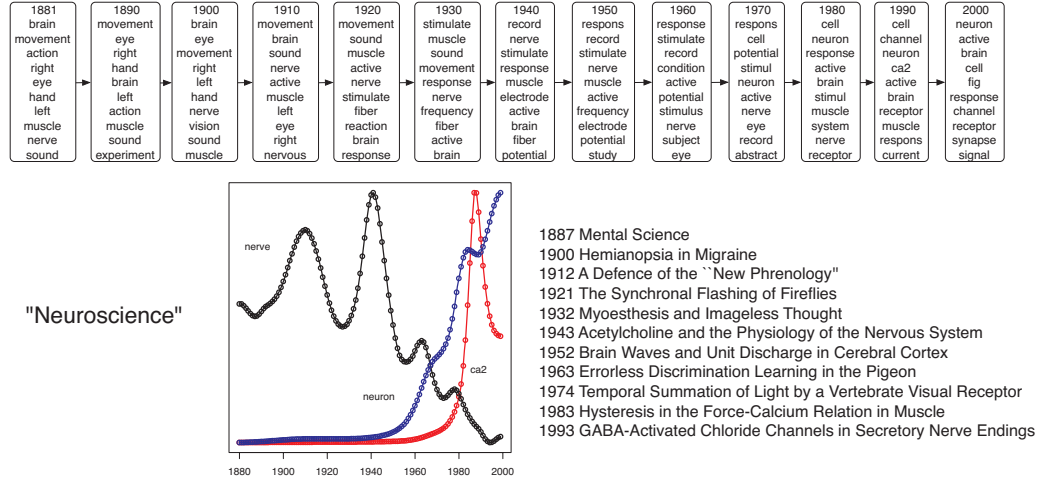 1881
brain
movement
action
right
eye
hand
left
muscle
nerve
sound
1890
movement
eye
right
hand
brain
left
action
muscle
sound
experiment
1900
brain
eye
movement
right
left
hand
nerve
vision
sound
muscle
1910
movement
brain
sound
nerve
active
muscle
left
eye
right
nervous
1920
movement
sound
muscle
active
nerve
stimulate
fiber
reaction
brain
response
1930
stimulate
muscle
sound
movement
response
nerve
frequency
fiber
active
brain
1940
record
nerve
stimulate
response
muscle
electrode
active
brain
fiber
potential
1950
respons
record
stimulate
nerve
muscle
active
frequency
electrode
potential
study
1960
response
stimulate
record
condition
active
potential
stimulus
nerve
subject
eye
1970
respons
cell
potential
stimul
neuron
active
nerve
eye
record
abstract
1980
cell
neuron
response
active
brain
stimul
muscle
system
nerve
receptor
1990
cell
channel
neuron
ca2
active
brain
receptor
muscle
respons
current
2000
neuron
active
brain
cell
fig
response
channel
receptor
synapse
signal
"Neuroscience"
nerve
ca2
neuron
1880 1900 1920 1940 1960 1980 2000
1887 Mental Science
1900 Hemianopsia in Migraine
1912 A Defence of the ``New Phrenology"
1921 The Synchronal Flashing of Fireflies
1932 Myoesthesis and Imageless Thought
1943 Acetylcholine and the Physiology of the Nervous System
1952 Brain Waves and Unit Discharge in Cerebral Cortex
1963 Errorless Discrimination Learning in the Pigeon
1974 Temporal Summation of Light by a Vertebrate Visual Receptor
1983 Hysteresis in the Force-Calcium Relation in Muscle
1993 GABA-Activated Chloride Channels in Secretory Nerve Endings